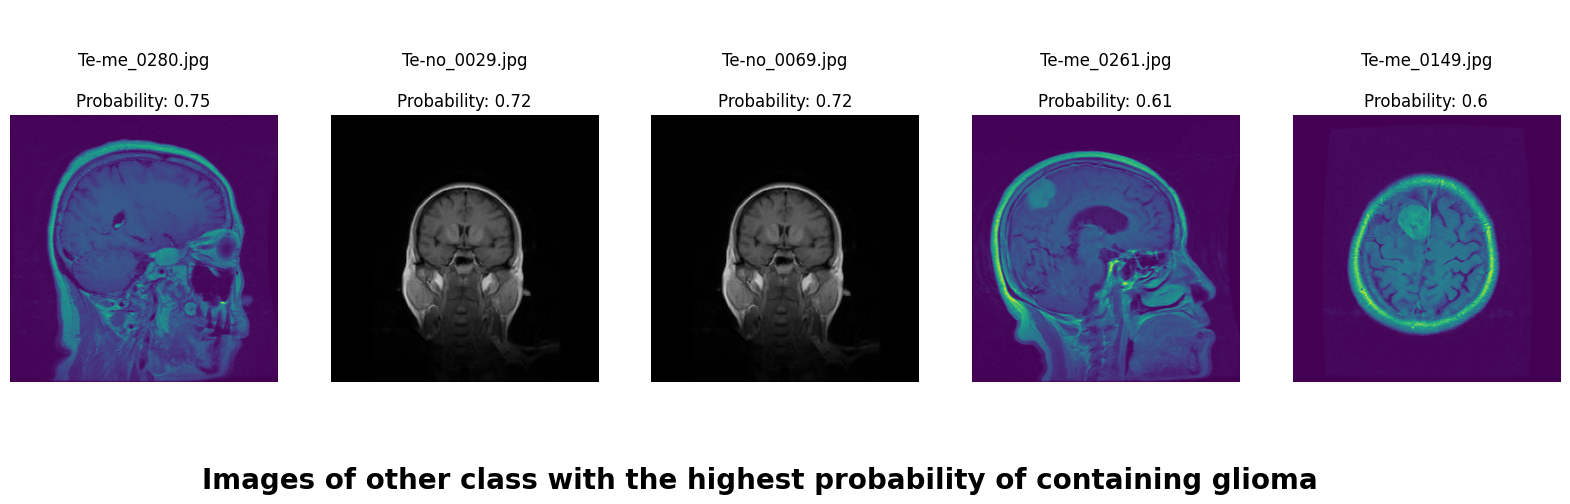 Te-me_0280.jpg
Probability: 0.75
Te-no_0029.jpg
Probability: 0.72
Te-no_0069.jpg
Probability: 0.72
Te-me_0261.jpg
Probability: 0.61
Te-me_0149.jpg
Probability: 0.6
Images of other class with the highest probability of containing glioma